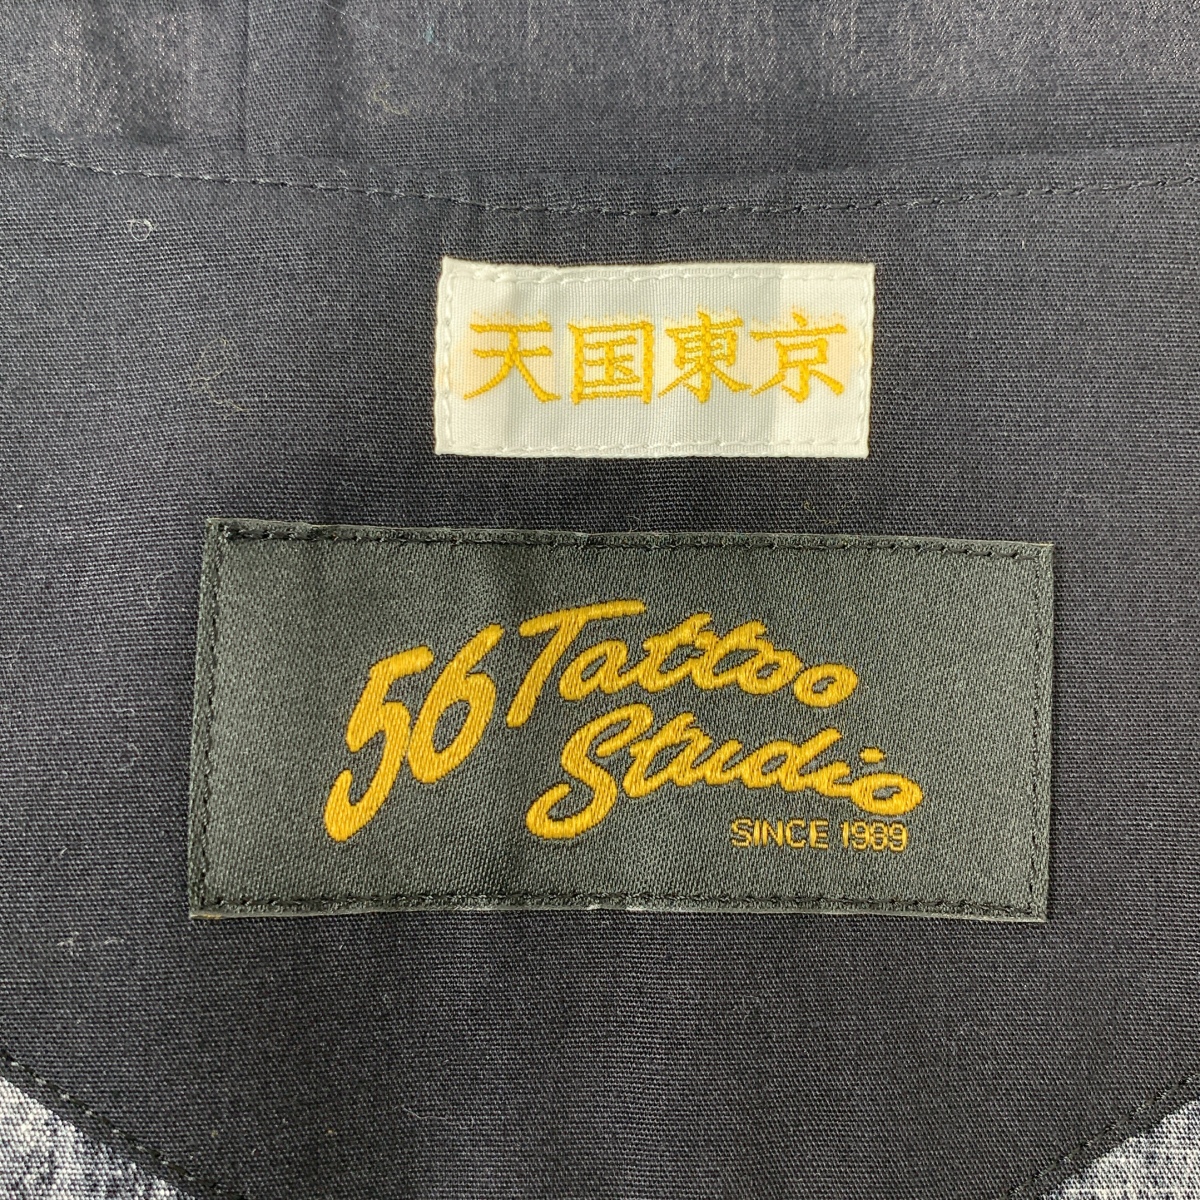 天国東京
56 Tattoo
Studio
SINCE 1989